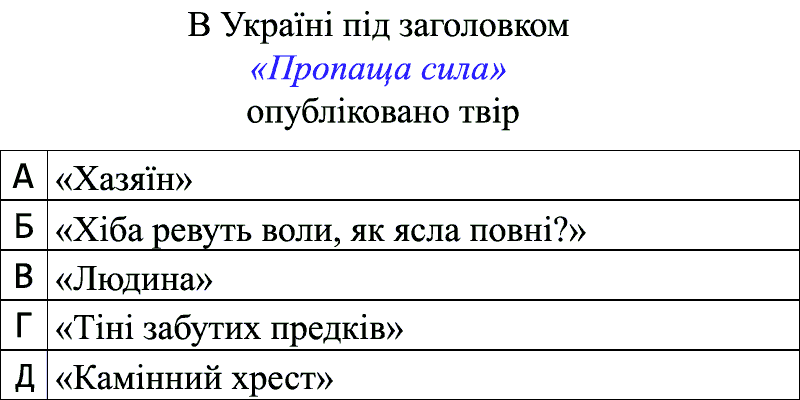 В Україні під заголовком
«Пропаща сила»
опубліковано твір
А «Хазяїн»
Б «Хіба ревуть воли, як ясла повні?»
В «Людина»
Г «Тіні забутих предків»
Д «Камінний хрест»